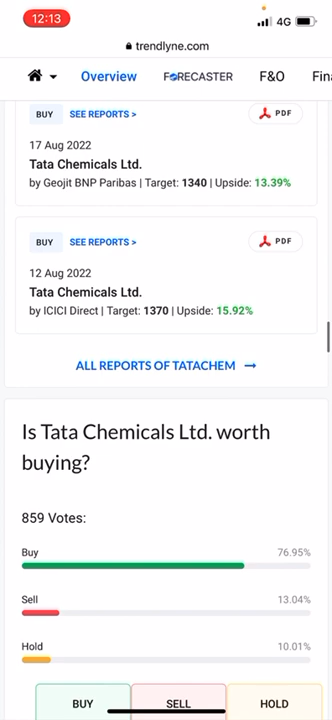 12:13
4G
trendlyne.com
Overview FORECASTER F&O Fin
BUY SEE REPORTS > PDF
17 Aug 2022
Tata Chemicals Ltd.
by Geojit BNP Paribas | Target: 1340 | Upside: 13.39%
BUY SEE REPORTS > PDF
12 Aug 2022
Tata Chemicals Ltd.
by ICICI Direct | Target: 1370 | Upside: 15.92%
ALL REPORTS OF TATACHEM →
Is Tata Chemicals Ltd. worth
buying?
859 Votes:
Buy 76.95%
Sell 13.04%
Hold 10.01%
BUY SELL HOLD